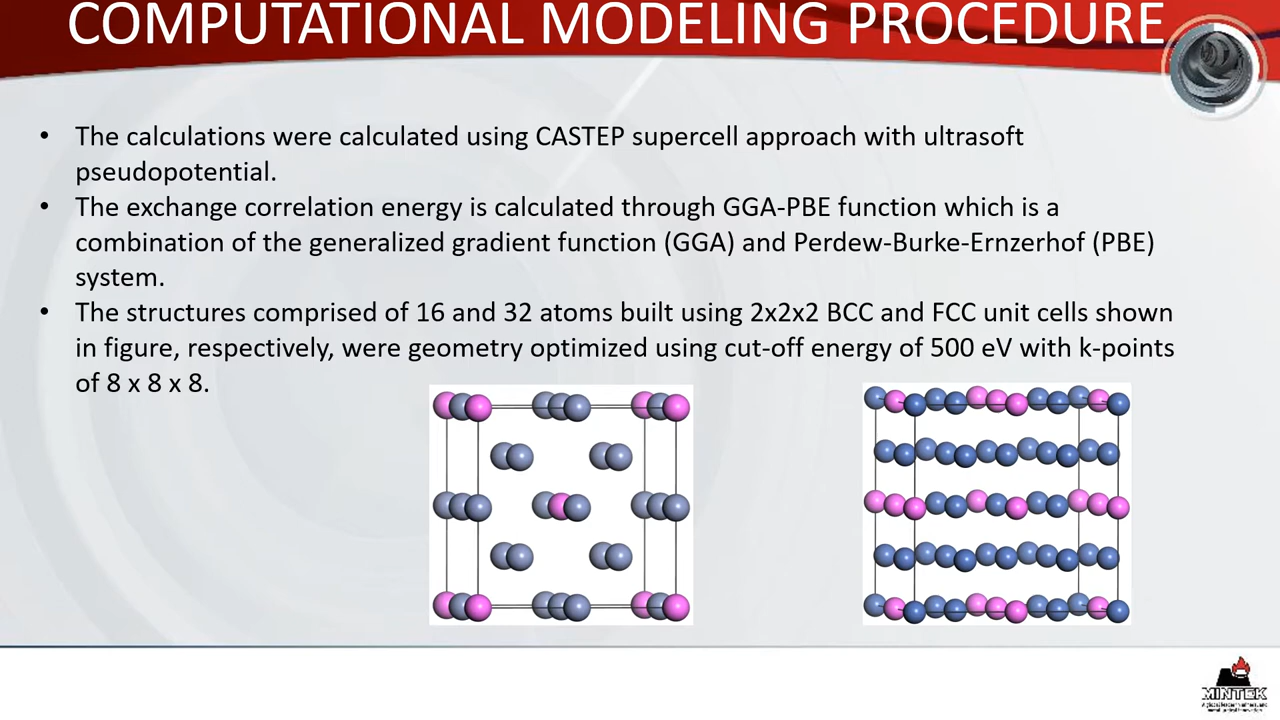 COMPUTATIONAL MODELING PROCEDURE
• The calculations were calculated using CASTEP supercell approach with ultrasoft
pseudopotential.
• The exchange correlation energy is calculated through GGA-PBE function which is a
combination of the generalized gradient function (GGA) and Perdew-Burke-Ernzerhof (PBE)
system.
• The structures comprised of 16 and 32 atoms built using 2x2x2 BCC and FCC unit cells shown
in figure, respectively, were geometry optimized using cut-off energy of 500 eV with k-points
of 8 x 8 x 8.
MINTEK